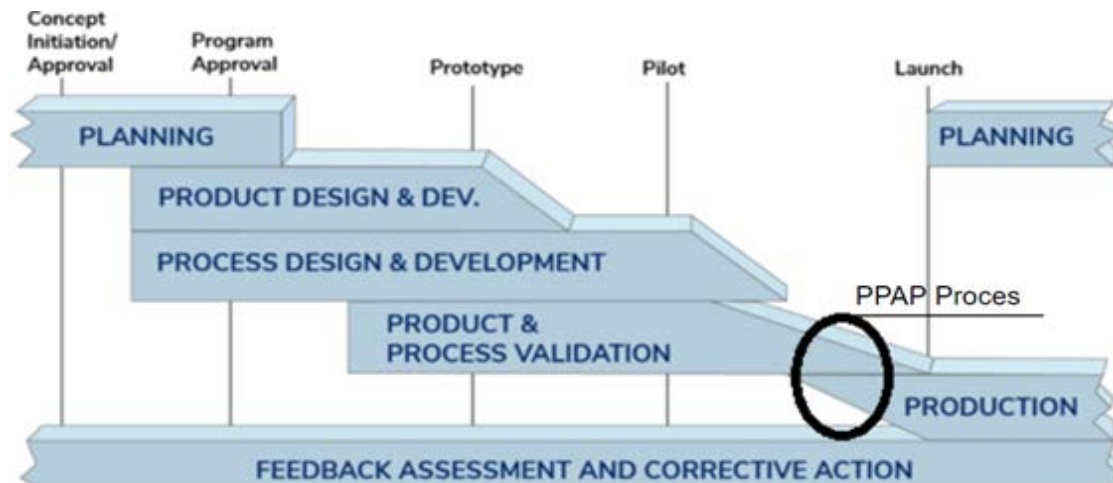 Concept
Initiation/
Approval
Program
Approval
Prototype
Pilot
Launch
PLANNING
PLANNING
PRODUCT DESIGN & DEV.
PROCESS DESIGN & DEVELOPMENT
PPAP Proces
PRODUCT &
PROCESS VALIDATION
PRODUCTION
FEEDBACK ASSESSMENT AND CORRECTIVE ACTION